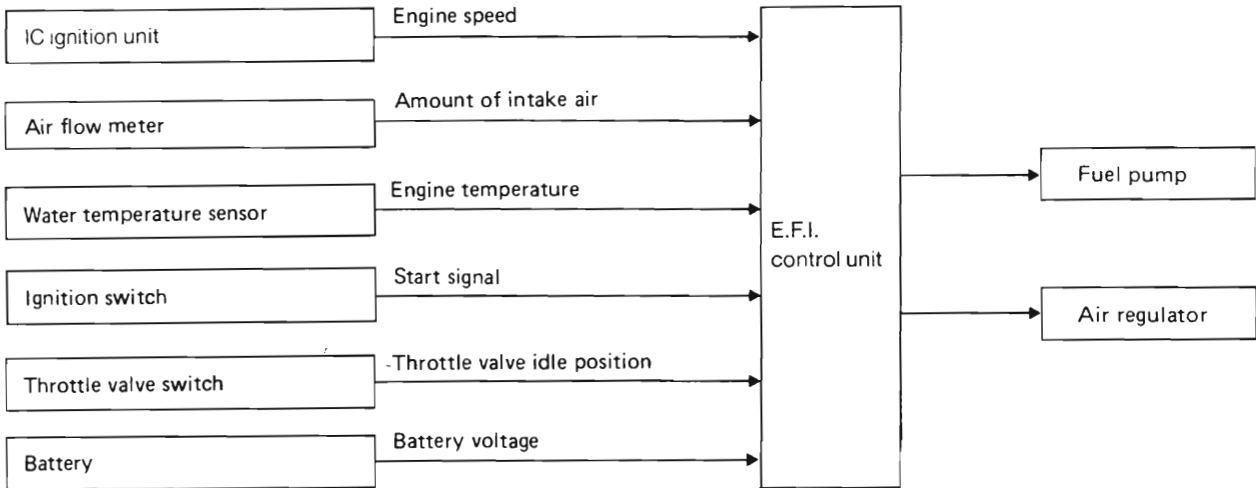 IC ignition unit
Engine speed
Air flow meter
Amount of intake air
Water temperature sensor
Engine temperature
Ignition switch
Start signal
Throttle valve switch
Throttle valve idle position
Battery
Battery voltage
E.F.I.
control unit
Fuel pump
Air regulator